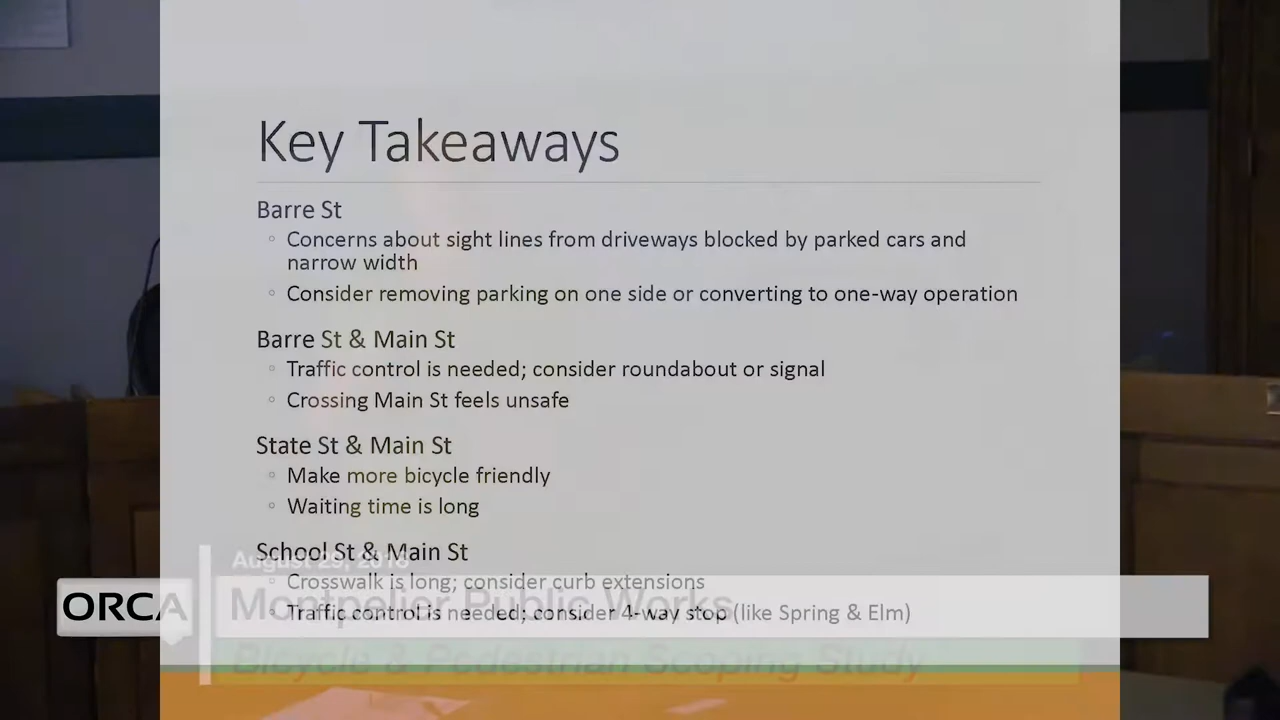 Key Takeaways
Barre St
Concerns about sight lines from driveways blocked by parked cars and
narrow width
Consider removing parking on one side or converting to one-way operation
Barre St & Main St
Traffic control is needed; consider roundabout or signal
Crossing Main St feels unsafe
State St & Main St
Make more bicycle friendly
Waiting time is long
School St & Main St
Crosswalk is long; consider curb extensions
Traffic control is needed; consider 4-way stop (like Spring & Elm)
August 29, 2018
ORCA
Montpelier Public Works
Bicycle & Pedestrian Scoping Study